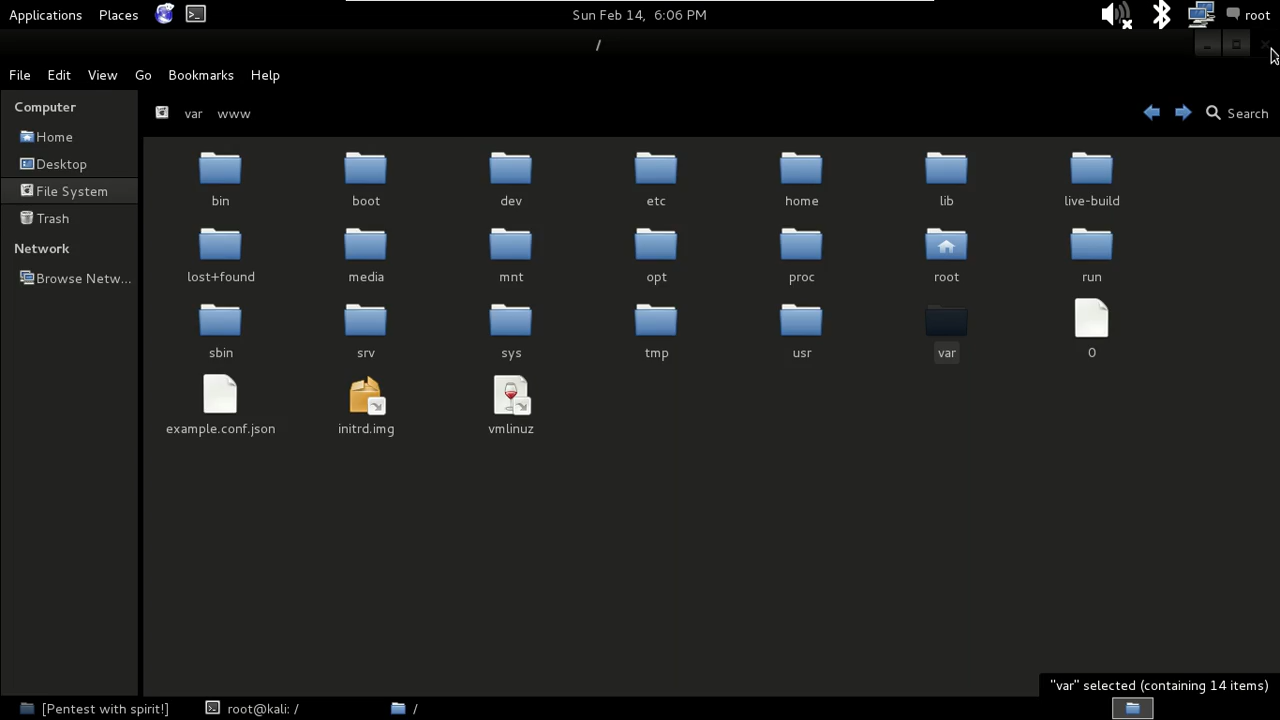 Applications Places Sun Feb 14, 6:06 PM root
/
File Edit View Go Bookmarks Help
Computer
Home
Desktop
File System
Trash
Network
Browse Netw...
var www Search
bin boot dev etc home lib live-build
lost+found media mnt opt proc root run
sbin srv sys tmp usr var 0
example.conf.json initrd.img vmlinuz
"var" selected (containing 14 items)
[Pentest with spirit!] root@kali: / /